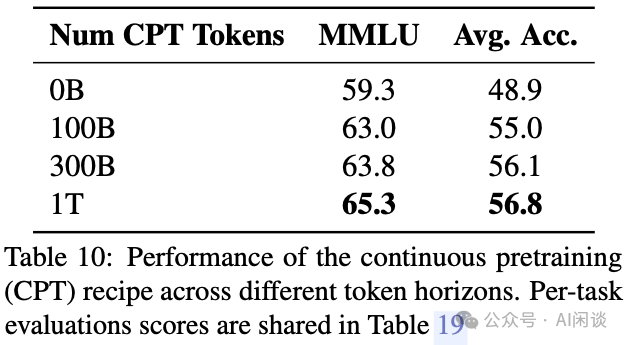 Num CPT Tokens MMLU Avg. Acc.
0B 59.3 48.9
100B 63.0 55.0
300B 63.8 56.1
1T 65.3 56.8
Table 10: Performance of the continuous pretraining
(CPT) recipe across different token horizons. Per-task
evaluations scores are shared in Table 19
公众号 · AI闲谈